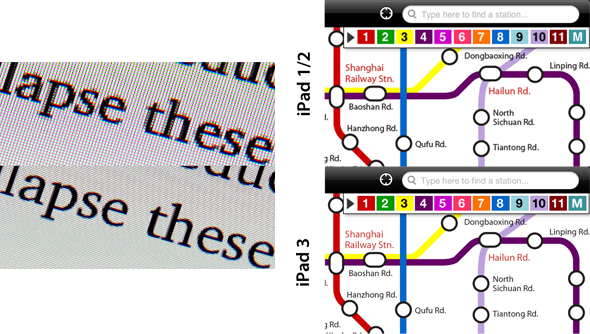 lapse these
lapse these
iPad 1/2
Type here to find a station...
1 2 3 4 5 6 7 8 9 10 11 M
Dongbaoxing Rd.
Linping Rd.
Shanghai
Railway Stn.
Hailun Rd.
Baoshan Rd.
North
Sichuan Rd.
Hanzhong Rd.
Qufu Rd.
Tiantong Rd.
g Rd.
iPad 3
Type here to find a station...
1 2 3 4 5 6 7 8 9 10 11 M
Dongbaoxing Rd.
Linping Rd.
Shanghai
Railway Stn.
Hailun Rd.
Baoshan Rd.
North
Sichuan Rd.
Hanzhong Rd.
Qufu Rd.
Tiantong Rd.
g Rd.